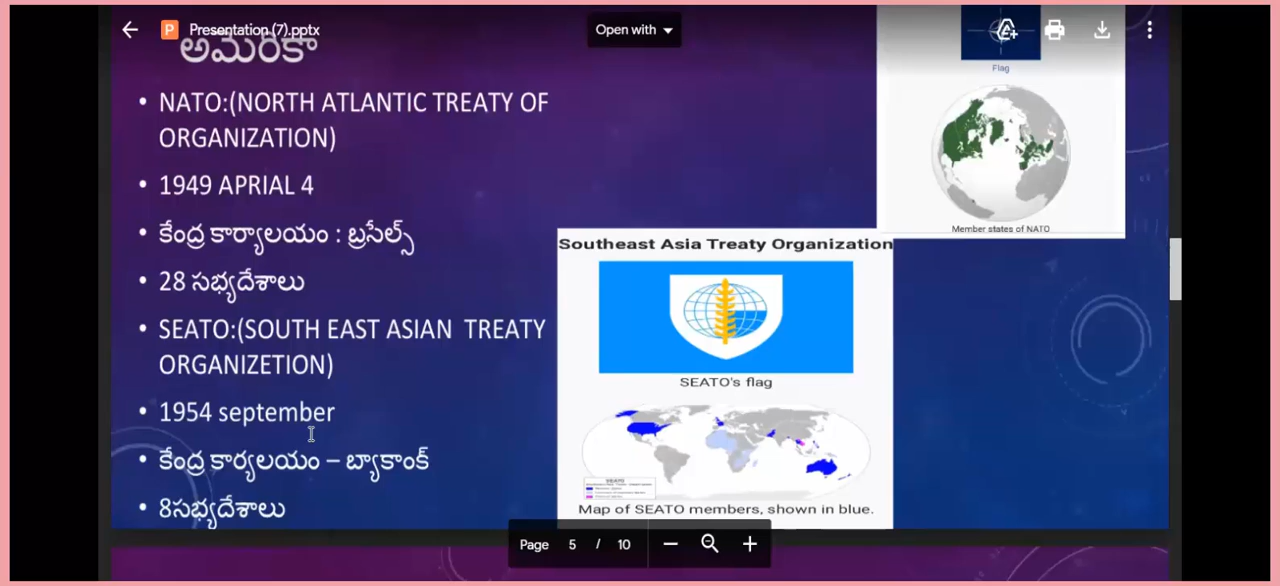 Presentation (7).pptx
Open with
అమెరికా
• NATO:(NORTH ATLANTIC TREATY OF
ORGANIZATION)
• 1949 APRIAL 4
• కేంద్ర కార్యాలయం : బ్రసేల్స్
• 28 సభ్యదేశాలు
• SEATO:(SOUTH EAST ASIAN TREATY
ORGANIZETION)
• 1954 september
• కేంద్ర కార్యలయం – బ్యాకాంక్
• 8సభ్యదేశాలు
Flag
Member states of NATO
Southeast Asia Treaty Organization
SEATO's flag
SEATO
Map of SEATO members, shown in blue.
Page 5 / 10